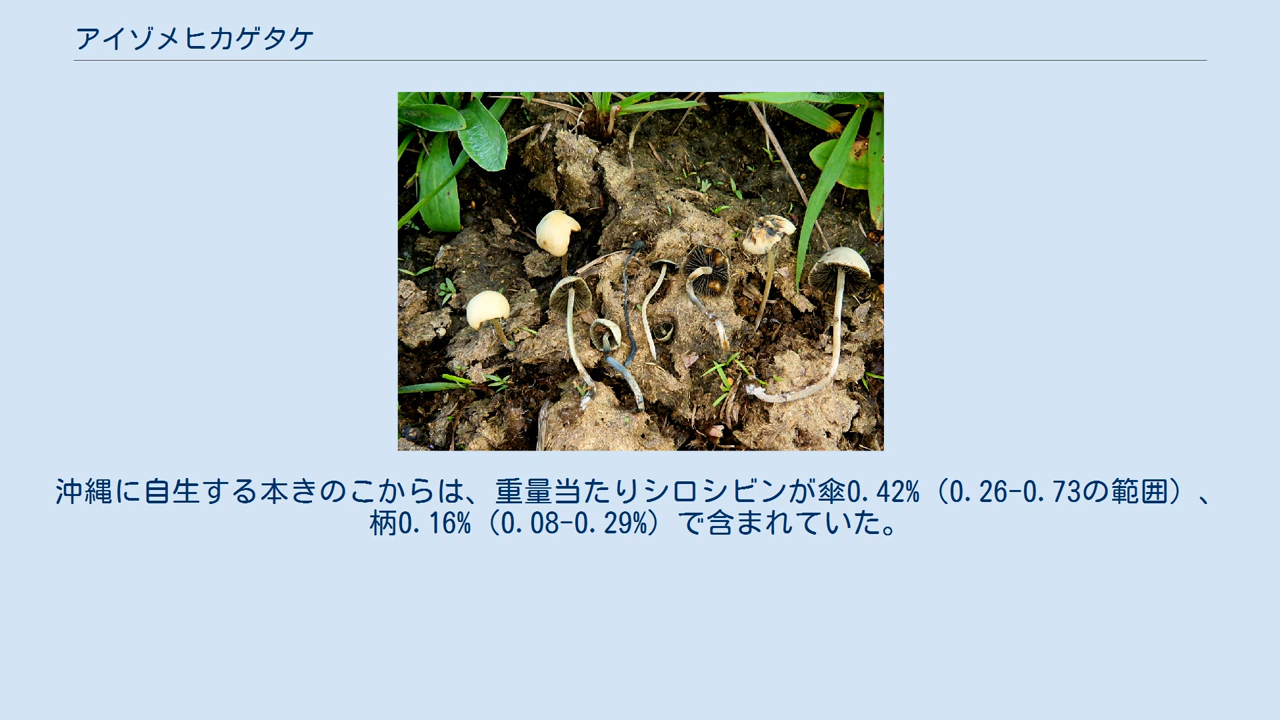 アイゾメヒカゲタケ
沖縄に自生する本きのこからは、重量当たりシロシビンが傘0.42%（0.26-0.73の範囲）、
柄0.16%（0.08-0.29%）で含まれていた。